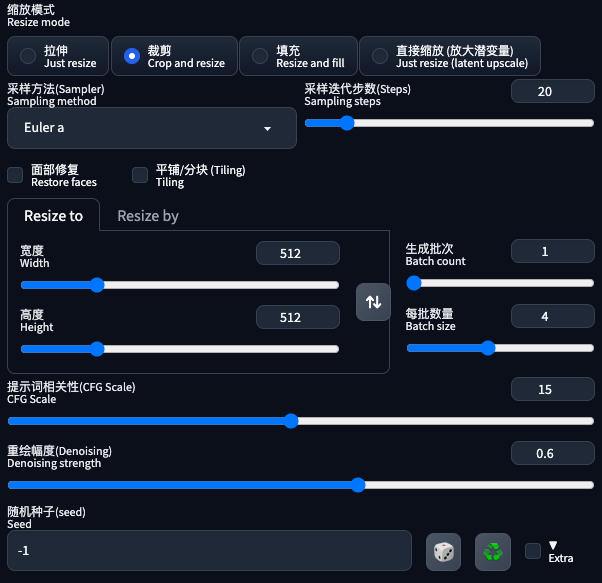 缩放模式
Resize mode
拉伸
Just resize
裁剪
Crop and resize
填充
Resize and fill
直接缩放 (放大潜变量)
Just resize (latent upscale)
采样方法(Sampler)
Sampling method
采样迭代步数(Steps)
Sampling steps
20
Euler a
面部修复
Restore faces
平铺/分块 (Tiling)
Tiling
Resize to
Resize by
宽度
Width
512
高度
Height
512
生成批次
Batch count
1
每批数量
Batch size
4
提示词相关性(CFG Scale)
CFG Scale
15
重绘幅度(Denoising)
Denoising strength
0.6
随机种子(seed)
Seed
-1
▼
Extra